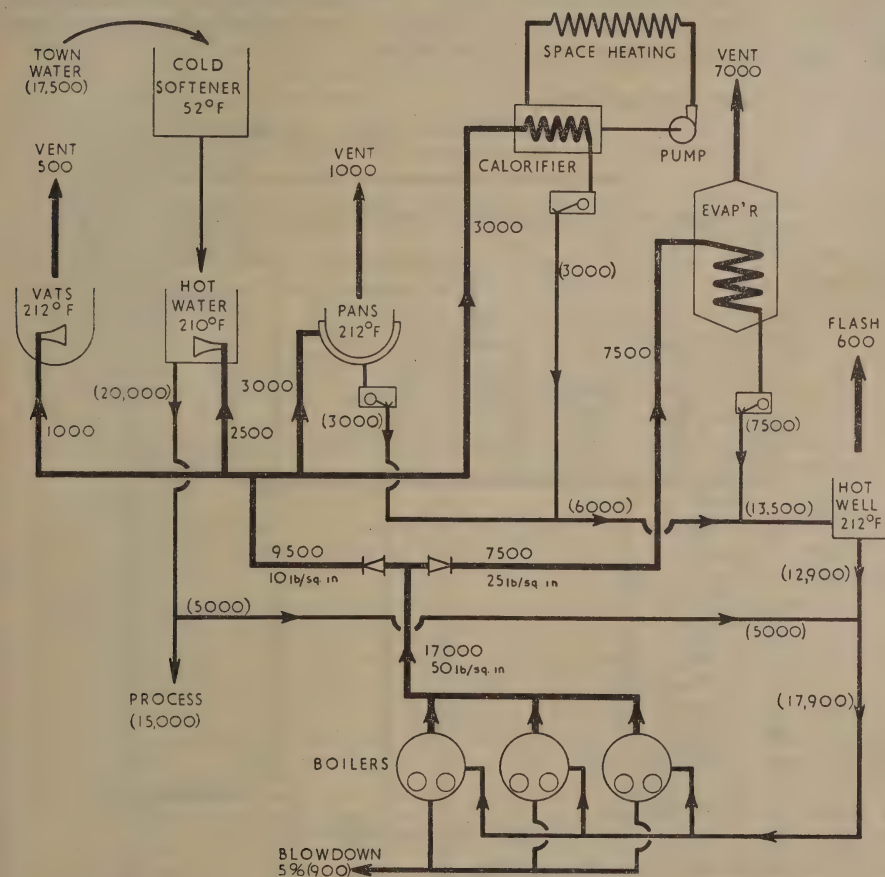 TOWN
WATER
(17,500)
COLD
SOFTENER
52°F
SPACE HEATING
VENT
7000
CALORIFIER
PUMP
VENT
500
VENT
1000
3000
EVAP'R
(3000)
VATS
212°F
HOT
WATER
210°F
PANS
212°F
FLASH
600
7500
(20,000)
3000
(3000)
1000
2500
(7500)
HOT
WELL
212°F
(6000)
(13,500)
9500
10 lb/sq. in
7500
25 lb/sq. in
(12,900)
(5000)
(5000)
17000
50 lb/sq. in
PROCESS
(15,000)
(17,900)
BOILERS
BLOWDOWN
5% (900)